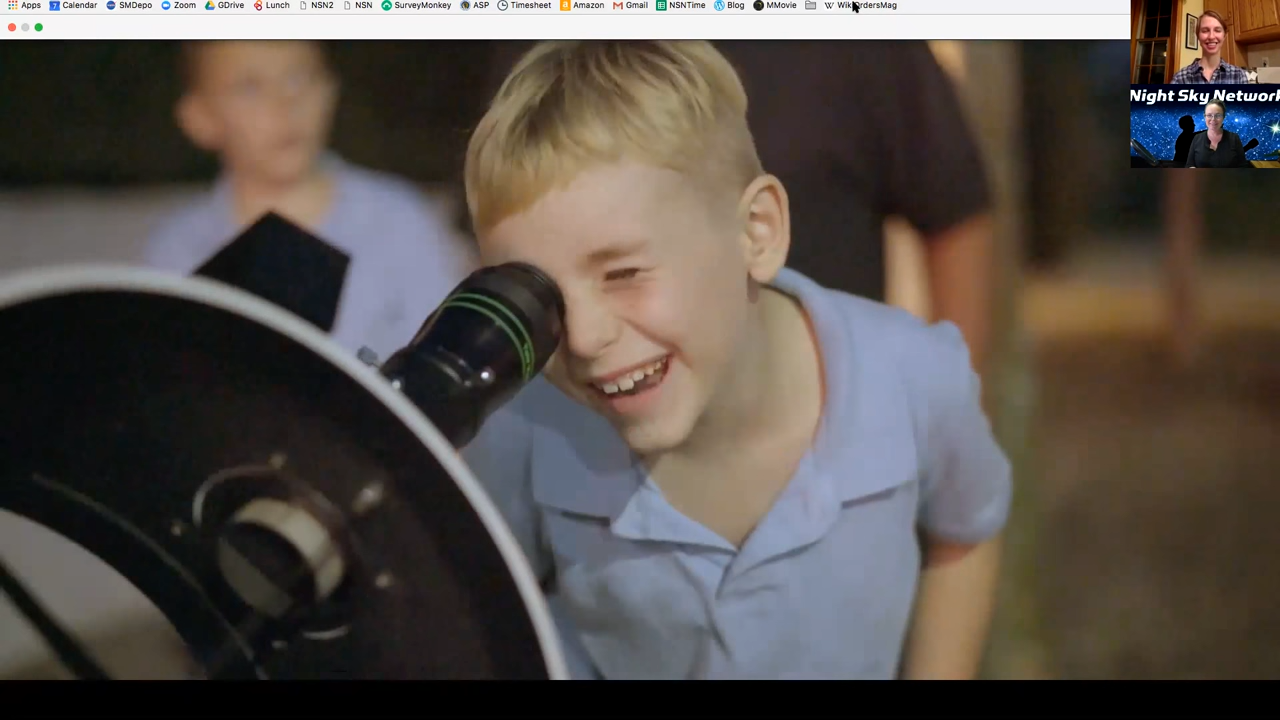 Apps 7 Calendar SMDepo Zoom GDrive Lunch NSN2 NSN SurveyMonkey ASP Timesheet Amazon Gmail NSNTime Blog MMovie
Night Sky Network